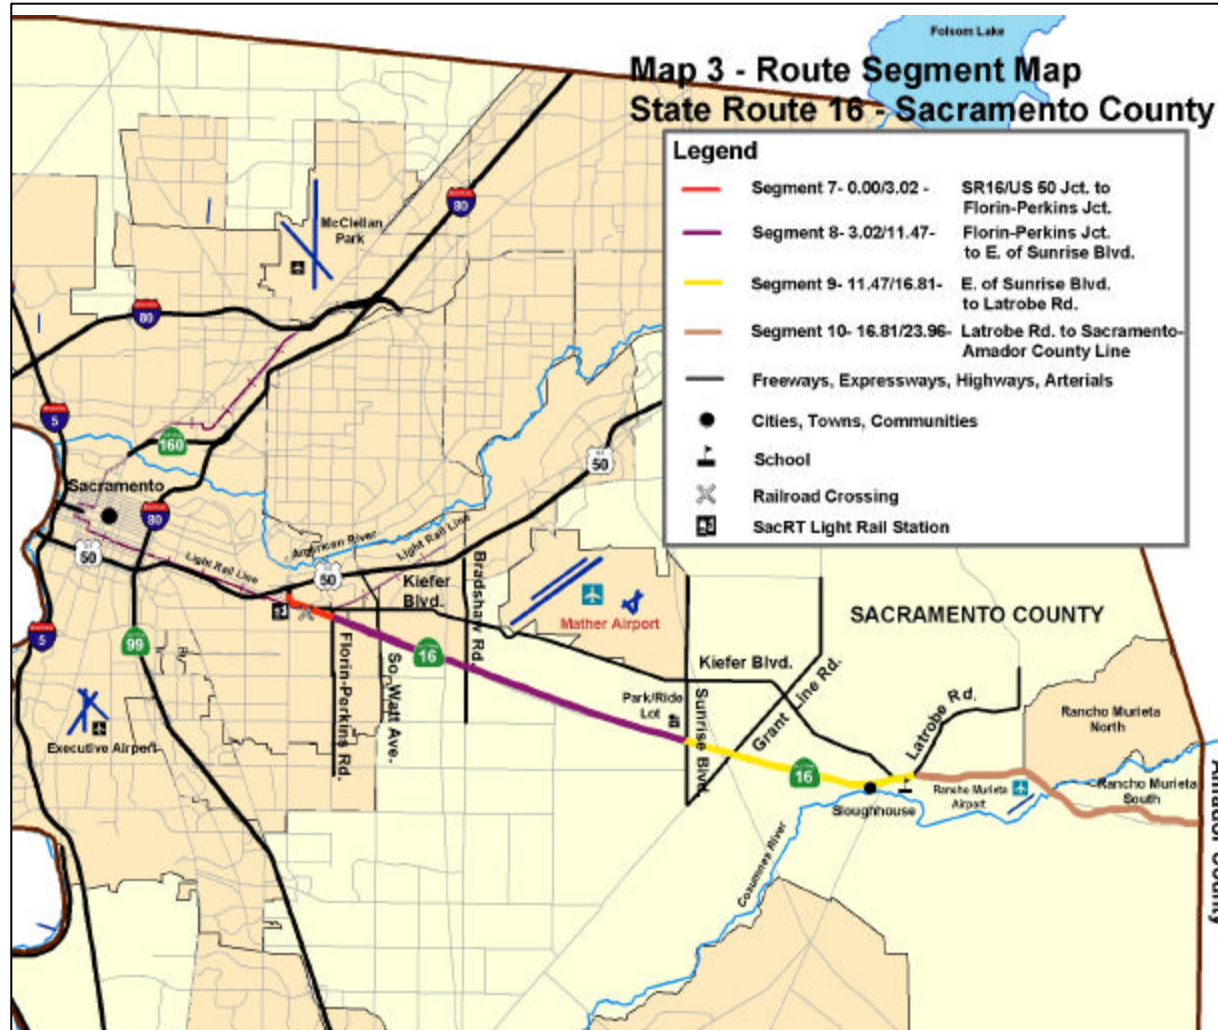 Folsom Lake
Map 3 - Route Segment Map
State Route 16 - Sacramento County
Legend
Segment 7- 0.00/3.02 - SR16/US 50 Jct. to
Florin-Perkins Jct.
Segment 8- 3.02/11.47- Florin-Perkins Jct.
to E. of Sunrise Blvd.
Segment 9- 11.47/16.81- E. of Sunrise Blvd.
to Latrobe Rd.
Segment 10- 16.81/23.96- Latrobe Rd. to Sacramento-
Amador County Line
Freeways, Expressways, Highways, Arterials
Cities, Towns, Communities
School
Railroad Crossing
SacRT Light Rail Station
80
McClellan
Park
80
5
160
50
Sacramento
80
American River
Light Rail Line
50
Light Rail Line
50
Kiefer
Blvd.
Bradshaw Rd
Mather Airport
SACRAMENTO COUNTY
5
99
16
Florin-Perkins Rd.
So. Watt Ave.
Kiefer Blvd.
Park/Ride
Lot
Sunrise Blvd.
Grant Line Rd.
Latrobe Rd.
Rancho Murieta
North
Executive Airport
16
Sloughhouse
Rancho Murieta
Airport
Rancho Murieta
South
Cosumnes River
Amador County